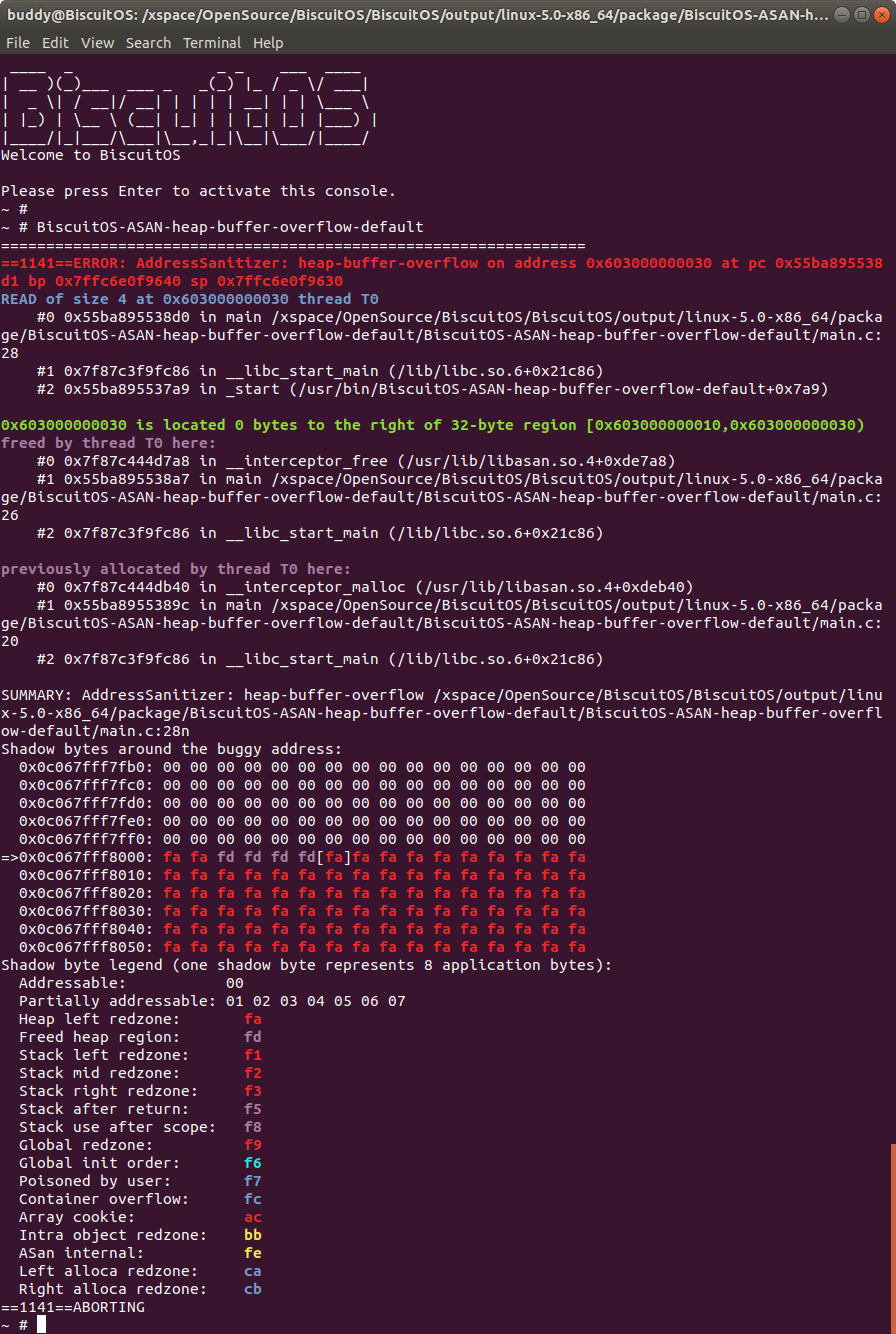 buddy@BiscuitOS: /xspace/OpenSource/BiscuitOS/BiscuitOS/output/linux-5.0-x86_64/package/BiscuitOS-ASAN-h...
File Edit View Search Terminal Help
 ____  _                _ _    ___  ____
| __ )(_)___  ___ _   _(_) |_ / _ \/ ___|
|  _ \| / __|/ __| | | | | __| | | \___ \
| |_) | \__ \ (__| |_| | | |_| |_| |___) |
|____/|_|___/\___|\__,_|_|\__|\___/|____/
Welcome to BiscuitOS

Please press Enter to activate this console.
~ #
~ # BiscuitOS-ASAN-heap-buffer-overflow-default
=================================================================
==1141==ERROR: AddressSanitizer: heap-buffer-overflow on address 0x603000000030 at pc 0x55ba895538
d1 bp 0x7ffc6e0f9640 sp 0x7ffc6e0f9630
READ of size 4 at 0x603000000030 thread T0
    #0 0x55ba895538d0 in main /xspace/OpenSource/BiscuitOS/BiscuitOS/output/linux-5.0-x86_64/packa
ge/BiscuitOS-ASAN-heap-buffer-overflow-default/BiscuitOS-ASAN-heap-buffer-overflow-default/main.c:
28
    #1 0x7f87c3f9fc86 in __libc_start_main (/lib/libc.so.6+0x21c86)
    #2 0x55ba895537a9 in _start (/usr/bin/BiscuitOS-ASAN-heap-buffer-overflow-default+0x7a9)

0x603000000030 is located 0 bytes to the right of 32-byte region [0x603000000010,0x603000000030)
freed by thread T0 here:
    #0 0x7f87c444d7a8 in __interceptor_free (/usr/lib/libasan.so.4+0xde7a8)
    #1 0x55ba895538a7 in main /xspace/OpenSource/BiscuitOS/BiscuitOS/output/linux-5.0-x86_64/packa
ge/BiscuitOS-ASAN-heap-buffer-overflow-default/BiscuitOS-ASAN-heap-buffer-overflow-default/main.c:
26
    #2 0x7f87c3f9fc86 in __libc_start_main (/lib/libc.so.6+0x21c86)

previously allocated by thread T0 here:
    #0 0x7f87c444db40 in __interceptor_malloc (/usr/lib/libasan.so.4+0xdeb40)
    #1 0x55ba8955389c in main /xspace/OpenSource/BiscuitOS/BiscuitOS/output/linux-5.0-x86_64/packa
ge/BiscuitOS-ASAN-heap-buffer-overflow-default/BiscuitOS-ASAN-heap-buffer-overflow-default/main.c:
20
    #2 0x7f87c3f9fc86 in __libc_start_main (/lib/libc.so.6+0x21c86)

SUMMARY: AddressSanitizer: heap-buffer-overflow /xspace/OpenSource/BiscuitOS/BiscuitOS/output/linu
x-5.0-x86_64/package/BiscuitOS-ASAN-heap-buffer-overflow-default/BiscuitOS-ASAN-heap-buffer-overfl
ow-default/main.c:28n
Shadow bytes around the buggy address:
  0x0c067fff7fb0: 00 00 00 00 00 00 00 00 00 00 00 00 00 00 00 00
  0x0c067fff7fc0: 00 00 00 00 00 00 00 00 00 00 00 00 00 00 00 00
  0x0c067fff7fd0: 00 00 00 00 00 00 00 00 00 00 00 00 00 00 00 00
  0x0c067fff7fe0: 00 00 00 00 00 00 00 00 00 00 00 00 00 00 00 00
  0x0c067fff7ff0: 00 00 00 00 00 00 00 00 00 00 00 00 00 00 00 00
=>0x0c067fff8000: fa fa fd fd fd fd[fa]fa fa fa fa fa fa fa fa fa
  0x0c067fff8010: fa fa fa fa fa fa fa fa fa fa fa fa fa fa fa fa
  0x0c067fff8020: fa fa fa fa fa fa fa fa fa fa fa fa fa fa fa fa
  0x0c067fff8030: fa fa fa fa fa fa fa fa fa fa fa fa fa fa fa fa
  0x0c067fff8040: fa fa fa fa fa fa fa fa fa fa fa fa fa fa fa fa
  0x0c067fff8050: fa fa fa fa fa fa fa fa fa fa fa fa fa fa fa fa
Shadow byte legend (one shadow byte represents 8 application bytes):
  Addressable:           00
  Partially addressable: 01 02 03 04 05 06 07
  Heap left redzone:       fa
  Freed heap region:       fd
  Stack left redzone:      f1
  Stack mid redzone:       f2
  Stack right redzone:     f3
  Stack after return:      f5
  Stack use after scope:   f8
  Global redzone:          f9
  Global init order:       f6
  Poisoned by user:        f7
  Container overflow:      fc
  Array cookie:            ac
  Intra object redzone:    bb
  ASan internal:           fe
  Left alloca redzone:     ca
  Right alloca redzone:    cb
==1141==ABORTING
~ #